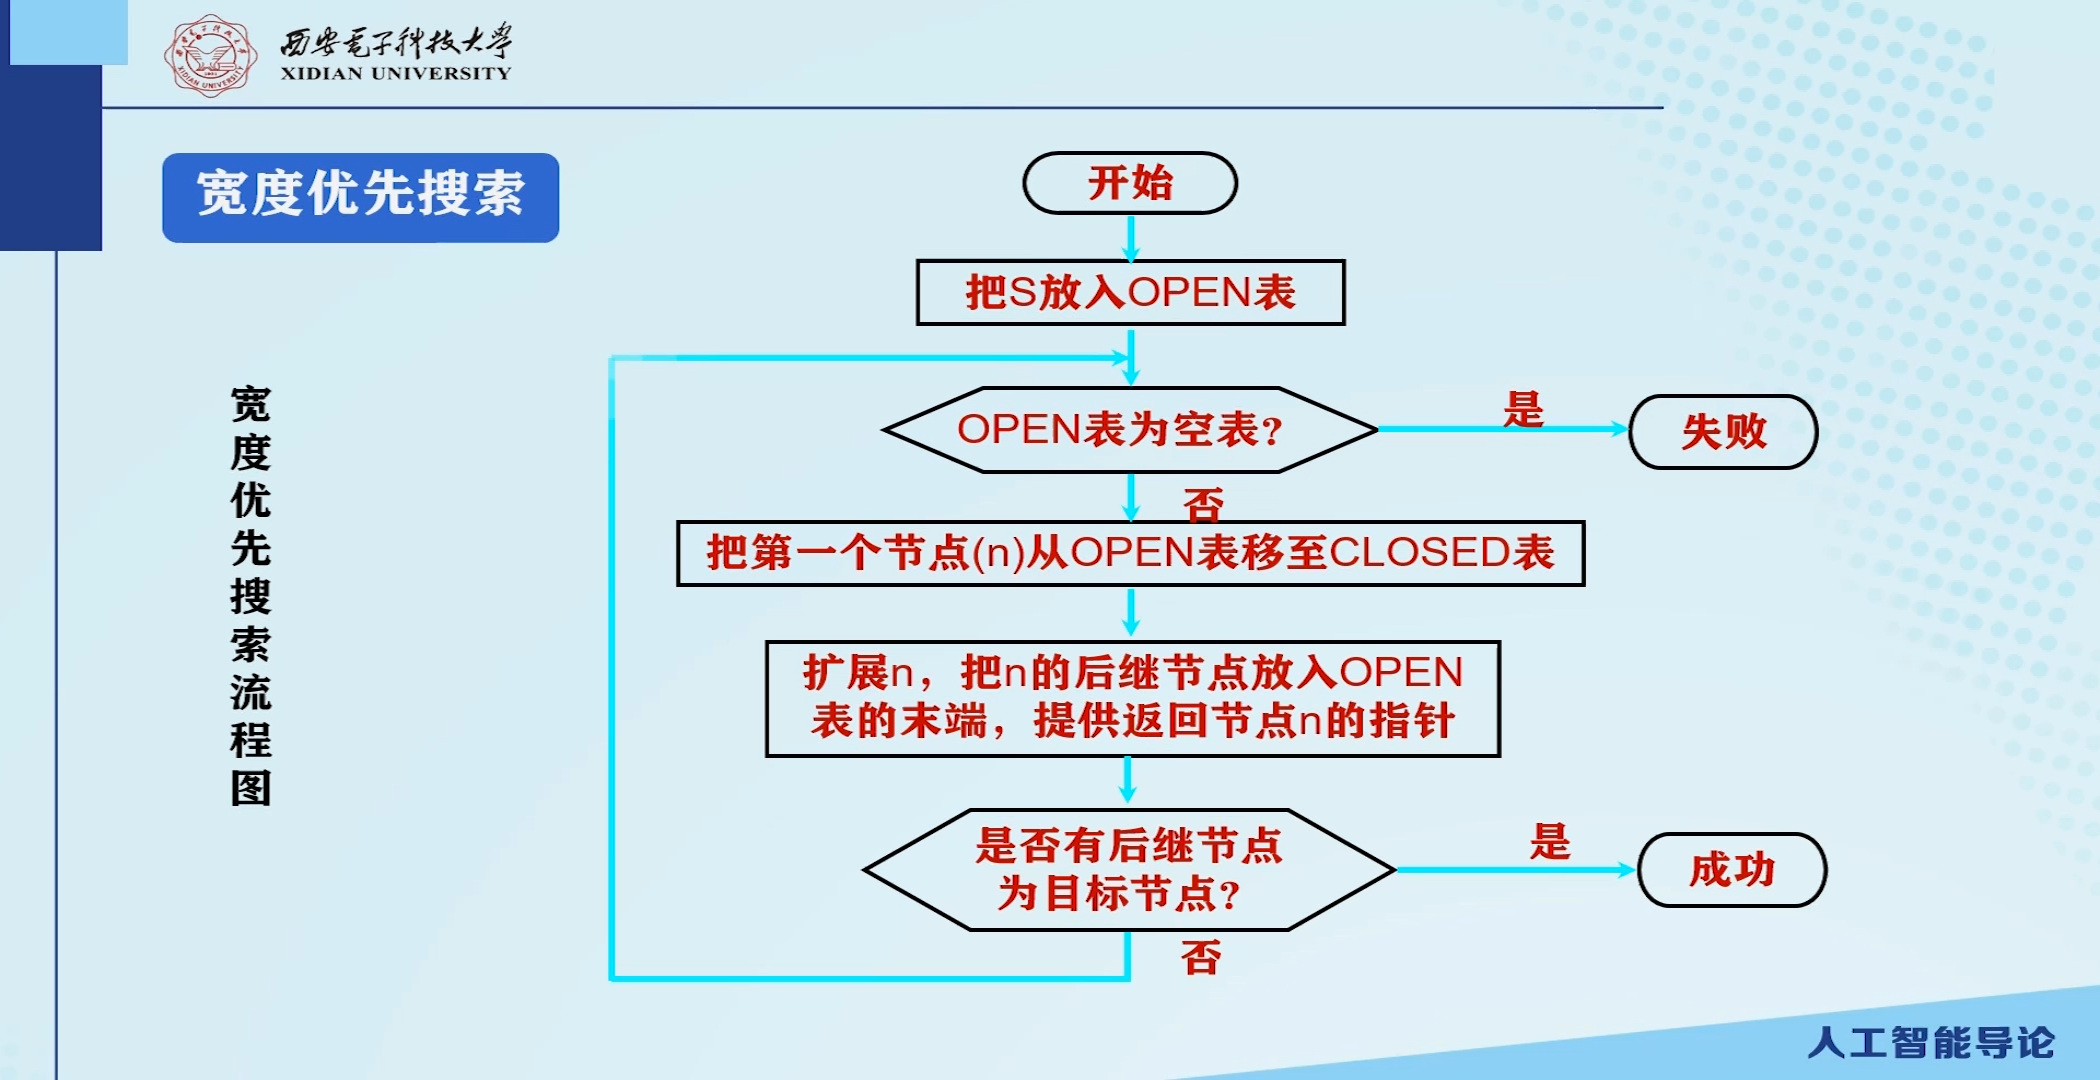 西安电子科技大学
XIDIAN UNIVERSITY
宽度优先搜索
开始
把S放入OPEN表
OPEN表为空表?
是
失败
否
把第一个节点(n)从OPEN表移至CLOSED表
扩展n，把n的后继节点放入OPEN
表的末端，提供返回节点n的指针
是否有后继节点
为目标节点?
是
成功
否
宽度优先搜索流程图
人工智能导论